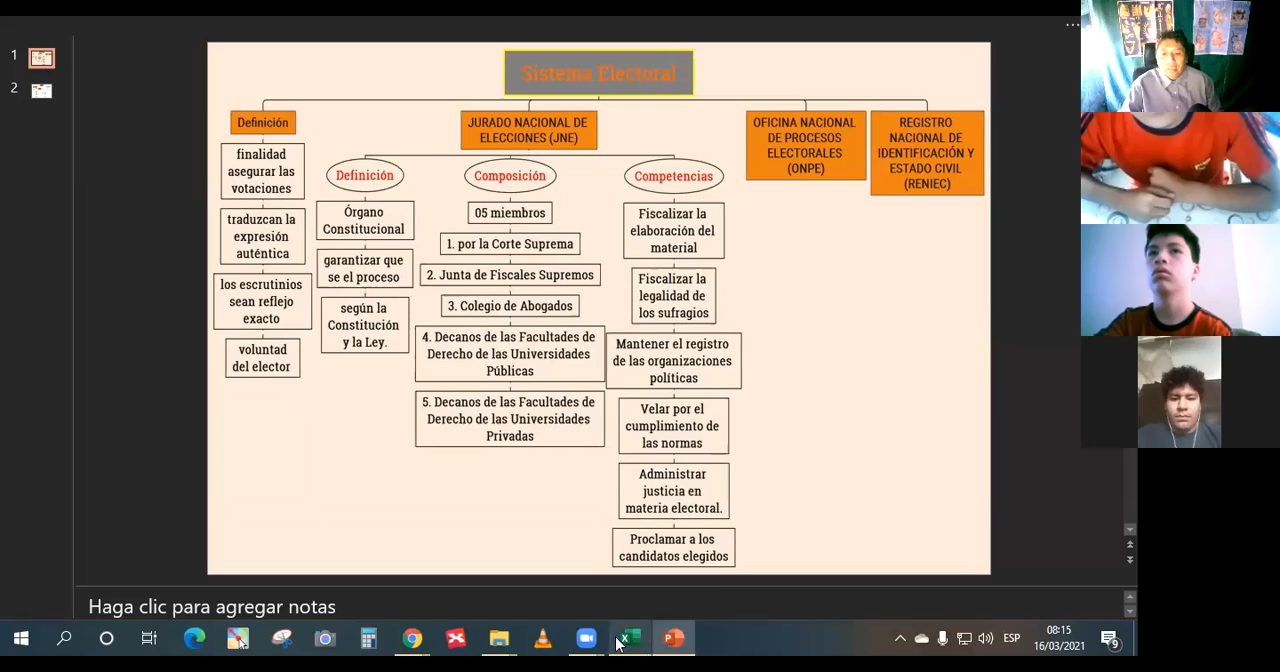 1
2
Sistema Electoral
Definición
finalidad
asegurar las
votaciones
traduzcan la
expresión
auténtica
los escrutinios
sean reflejo
exacto
voluntad
del elector
JURADO NACIONAL DE
ELECCIONES (JNE)
Definición
Órgano
Constitucional
garantizar que
se el proceso
según la
Constitución
y la Ley.
Composición
05 miembros
1. por la Corte Suprema
2. Junta de Fiscales Supremos
3. Colegio de Abogados
4. Decanos de las Facultades de
Derecho de las Universidades
Públicas
5. Decanos de las Facultades de
Derecho de las Universidades
Privadas
Competencias
Fiscalizar la
elaboración del
material
Fiscalizar la
legalidad de
los sufragios
Mantener el registro
de las organizaciones
políticas
Velar por el
cumplimiento de
las normas
Administrar
justicia en
materia electoral.
Proclamar a los
candidatos elegidos
OFICINA NACIONAL
DE PROCESOS
ELECTORALES
(ONPE)
REGISTRO
NACIONAL DE
IDENTIFICACIÓN Y
ESTADO CIVIL
(RENIEC)
Haga clic para agregar notas
ESP
08:15
16/03/2021
9